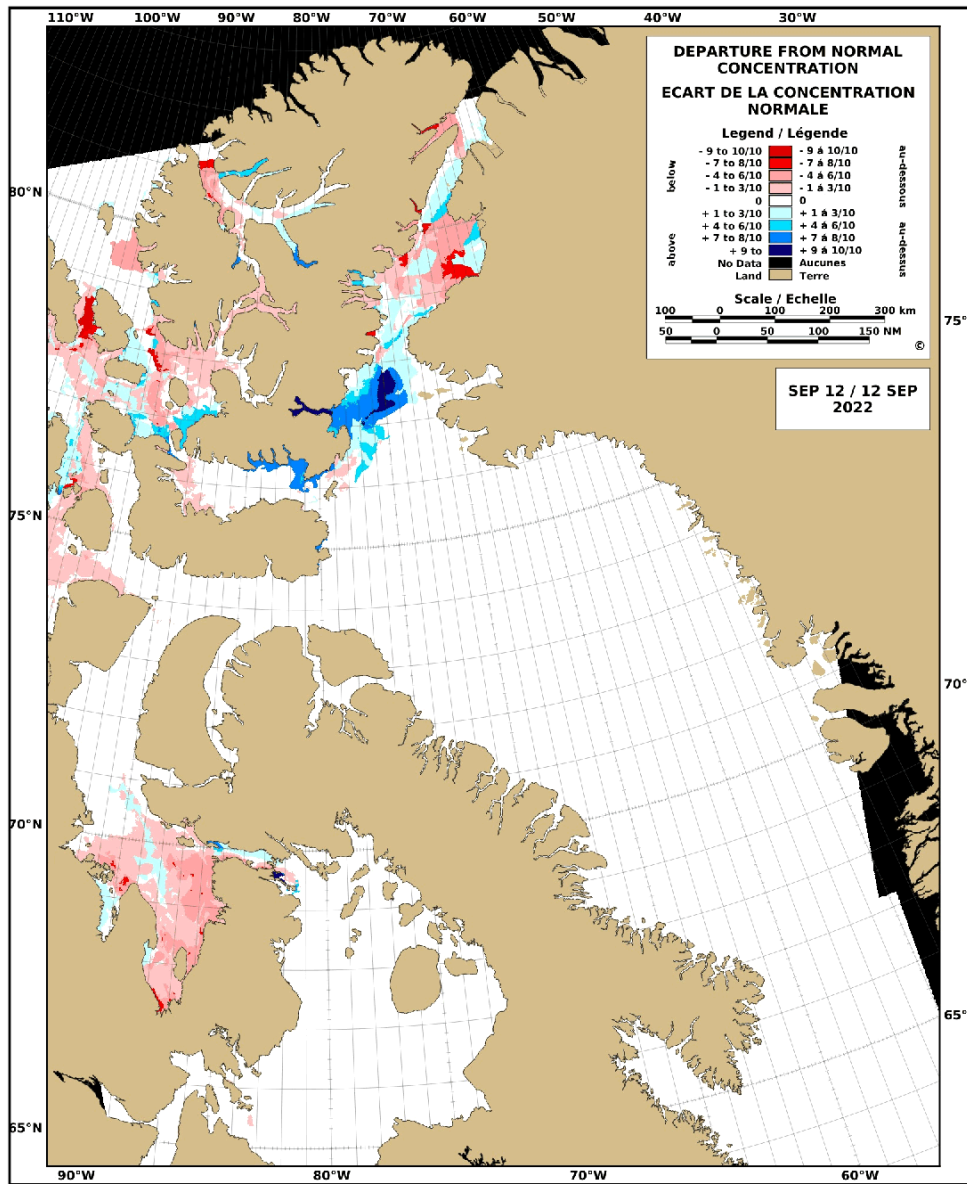 110°W 100°W 90°W 80°W 70°W 60°W 50°W 40°W 30°W
DEPARTURE FROM NORMAL
CONCENTRATION
ECART DE LA CONCENTRATION
NORMALE
Legend / Légende
below
above
- 9 to 10/10 - 9 á 10/10
- 7 to 8/10 - 7 á 8/10
- 4 to 6/10 - 4 á 6/10
- 1 to 3/10 - 1 á 3/10
0 0
+ 1 to 3/10 + 1 á 3/10
+ 4 to 6/10 + 4 á 6/10
+ 7 to 8/10 + 7 á 8/10
+ 9 to + 9 á 10/10
No Data Aucunes
Land Terre
au-dessous
au-dessus
Scale / Echelle
100 0 100 200 300 km
50 0 50 100 150 NM
©
SEP 12 / 12 SEP
2022
80°N
75°N
70°N
65°N
75°
70°
65°
90°W 80°W 70°W 60°W